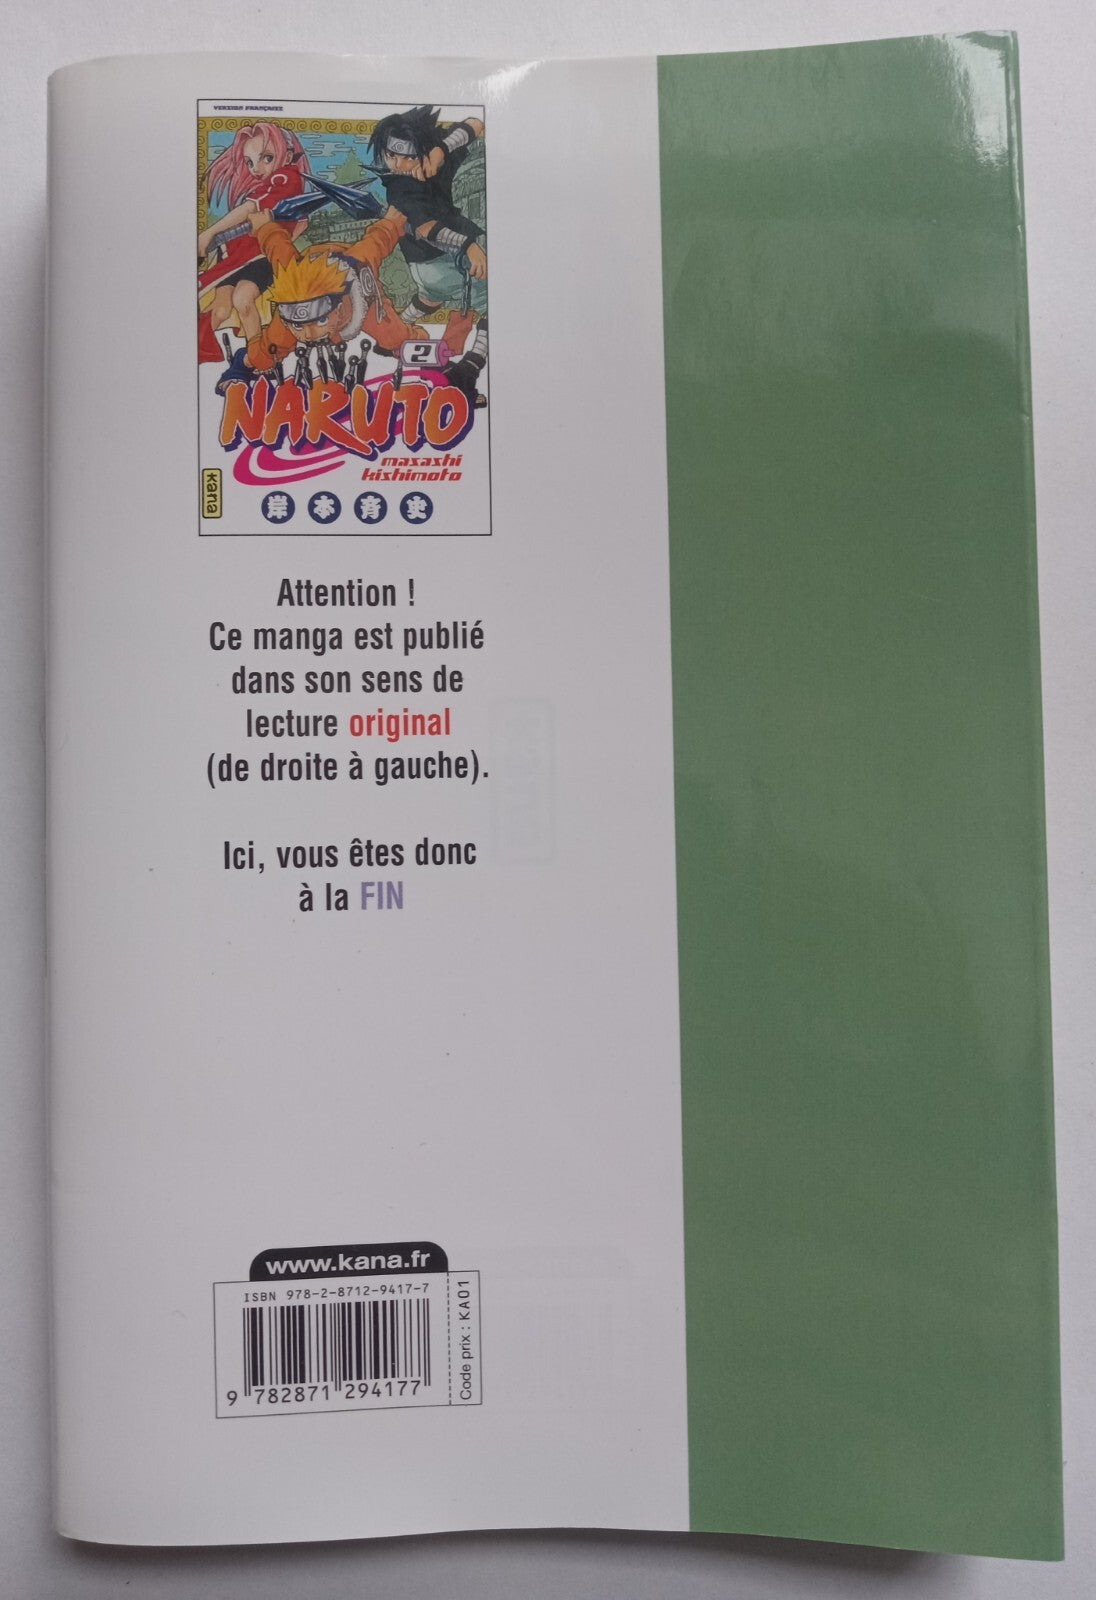 VERSION FRANÇAISE
2
NARUTO
masashi
kishimoto
kana
岸本斉史
Attention !
Ce manga est publié
dans son sens de
lecture original
(de droite à gauche).
Ici, vous êtes donc
à la FIN
www.kana.fr
ISBN 978-2-8712-9417-7
9 782871 294177
Code prix : KA01